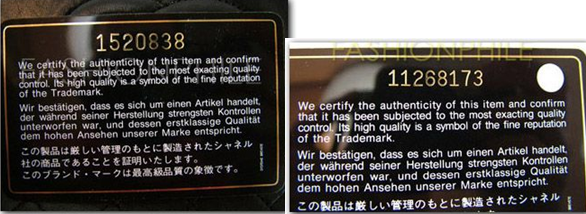 1520838
We certify the authenticity of this item and confirm
that it has been subjected to the most exacting quality
control. Its high quality is a symbol of the fine reputation
of the Trademark.
Wir bestätigen, dass es sich um einen Artikel handelt,
der während seiner Herstellung strengsten Kontrollen
unterworfen war, und dessen erstklassige Qualität
dem hohen Ansehen unserer Marke entspricht.
この製品は厳しい管理のもとに製造されたシャネル
社の商品であることを証明いたします。
このブランド・マークは最高級品質の象徴です。
FASHIONPHILE
11268173
We certify the authenticity of this item and confirm
that it has been subjected to the most exacting quality
control. Its high quality is a symbol of the fine reputation
of the Trademark.
Wir bestätigen, dass es sich um einen Artikel handelt,
der während seiner Herstellung strengsten Kontrollen
unterworfen war, und dessen erstklassige Qualität
dem hohen Ansehen unserer Marke entspricht.
この製品は厳しい管理のもとに製造されたシャネル